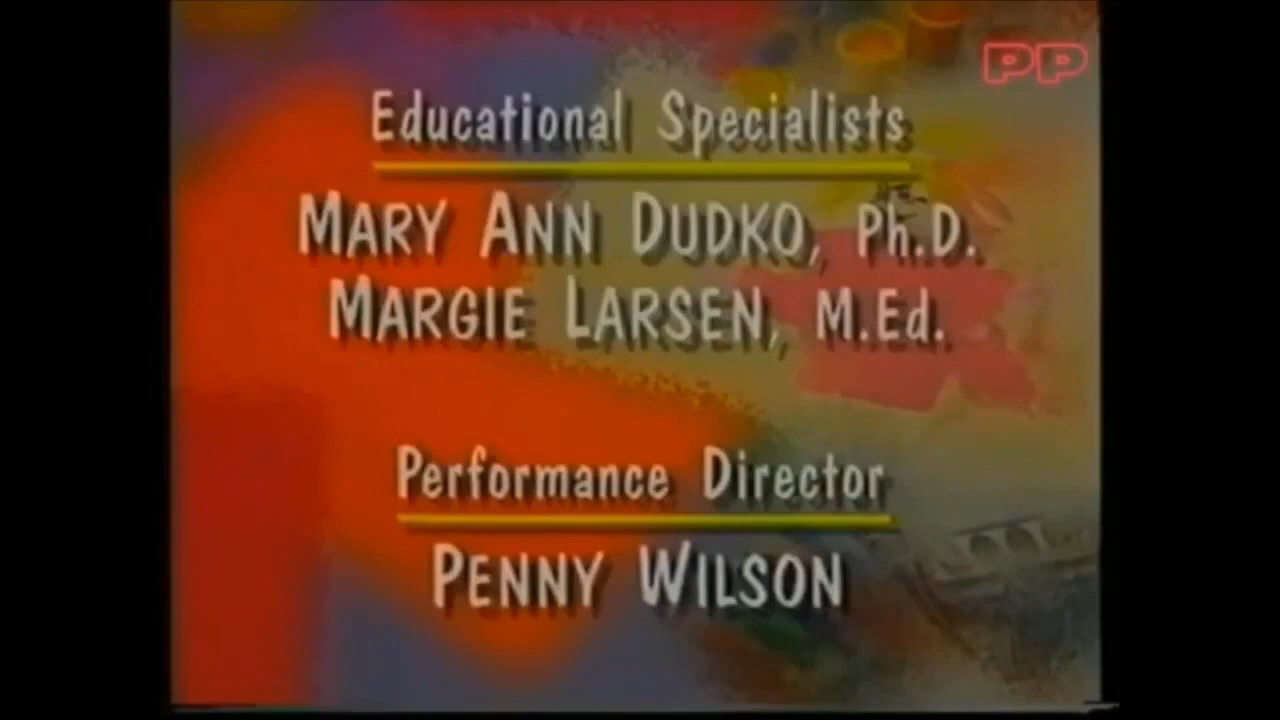 PP
Educational Specialists
MARY ANN DUDKO, Ph.D.
MARGIE LARSEN, M.Ed.
Performance Director
PENNY WILSON